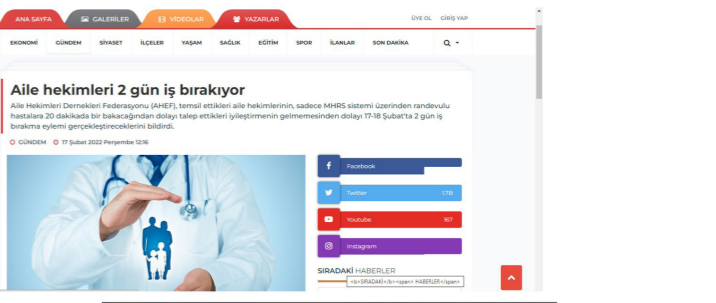 ANA SAYFA GALERİLER VİDEOLAR YAZARLAR ÜYE OL GİRİŞ YAP
EKONOMİ GÜNDEM SİYASET İLÇELER YAŞAM SAĞLIK EĞİTİM SPOR İLANLAR SON DAKİKA
Aile hekimleri 2 gün iş bırakıyor
Aile Hekimleri Dernekleri Federasyonu (AHEF), temsil ettikleri aile hekimlerinin, sadece MHRS sistemi üzerinden randevulu
hastalara 20 dakikada bir bakacağından dolayı talep ettikleri iyileştirmenin gelmemesinden dolayı 17-18 Şubat'ta 2 gün iş
bırakma eylemi gerçekleştireceklerini bildirdi.
GÜNDEM 17 Şubat 2022 Perşembe 12:16
Facebook
Twitter 1.78
Youtube 167
Instagram
SIRADAKİ HABERLER
<b>SIRADAKİ</b><span> HABERLER</span>